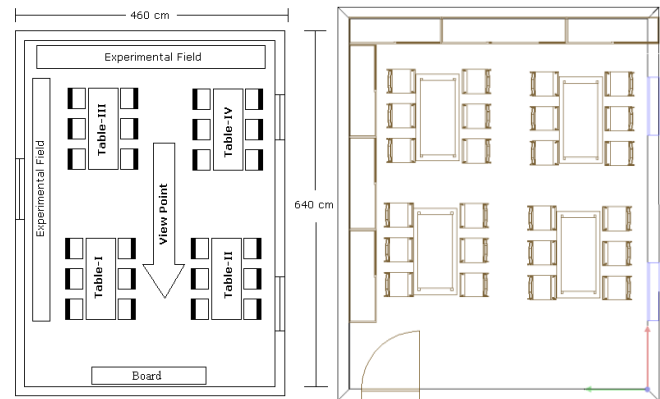 460 cm
Experimental Field
Experimental Field
Table-III
Table-IV
View Point
640 cm
Table-I
Table-II
Board